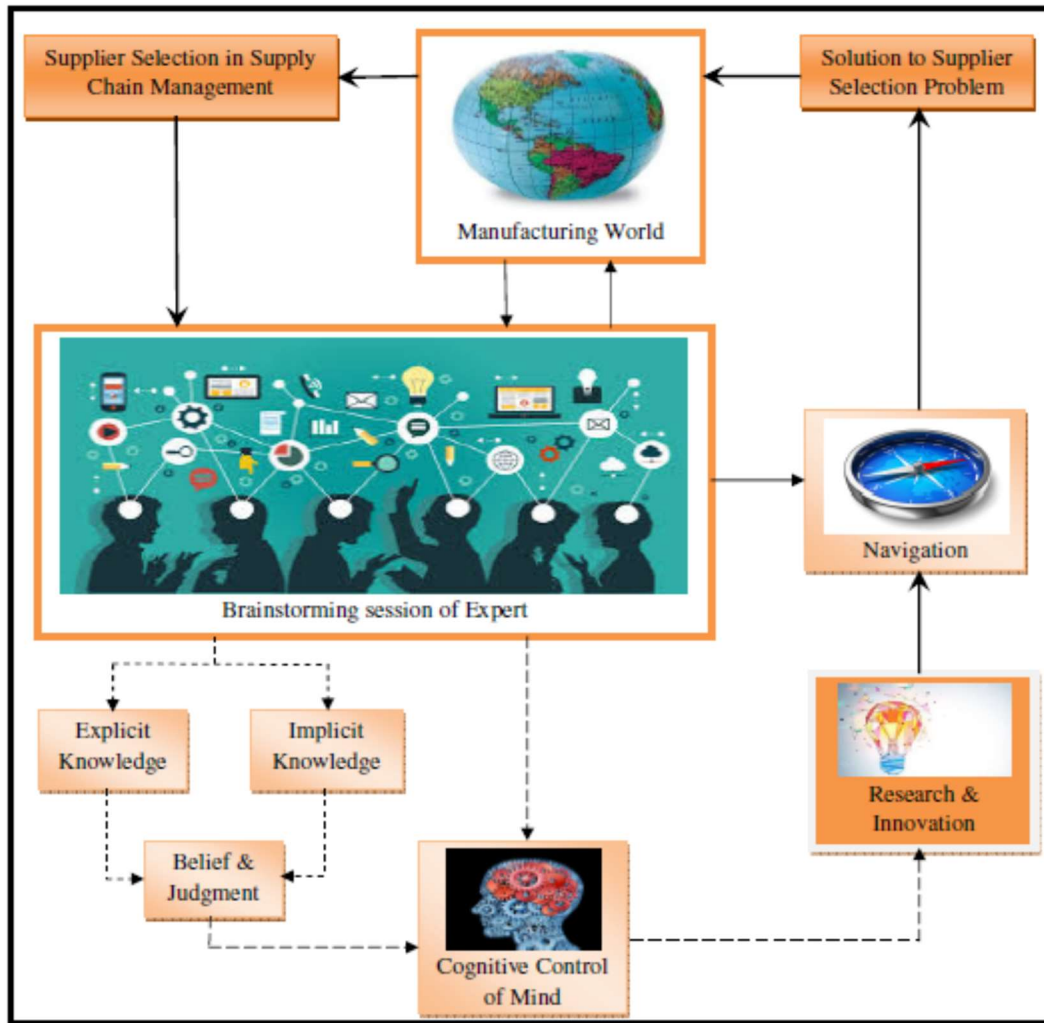 Supplier Selection in Supply
Chain Management
Manufacturing World
Solution to Supplier
Selection Problem
Brainstorming session of Expert
Navigation
Explicit
Knowledge
Implicit
Knowledge
Research &
Innovation
Belief &
Judgment
Cognitive Control
of Mind